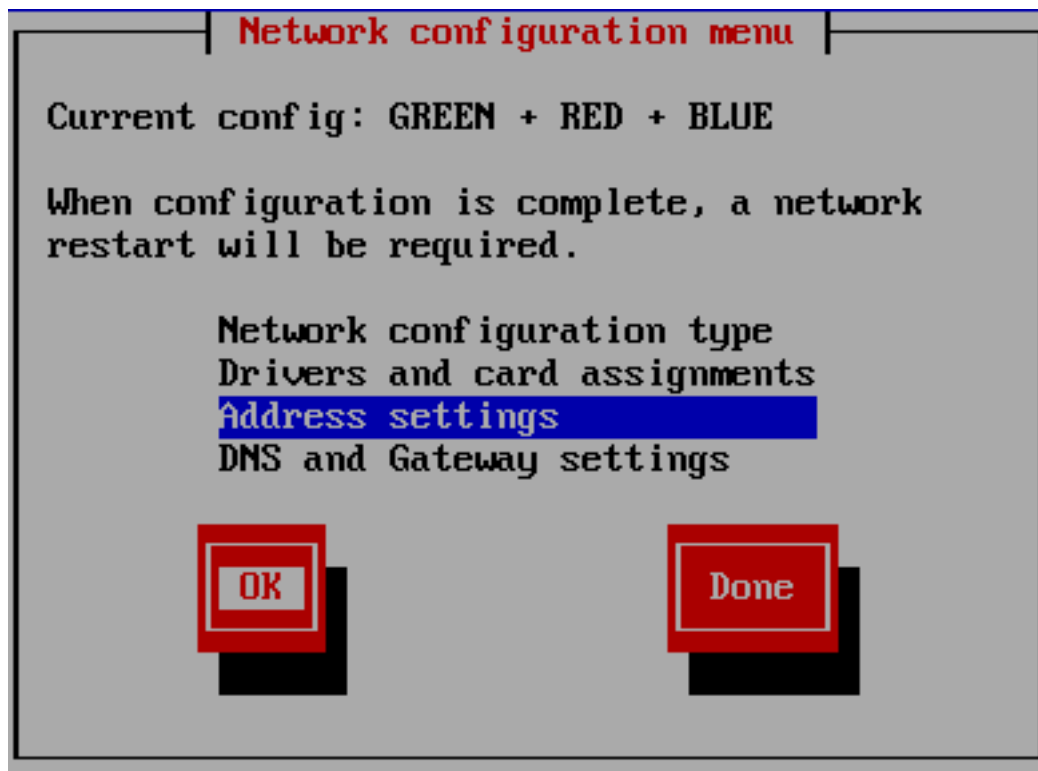 Network configuration menu
Current config: GREEN + RED + BLUE
When configuration is complete, a network
restart will be required.
Network configuration type
Drivers and card assignments
Address settings
DNS and Gateway settings
OK
Done